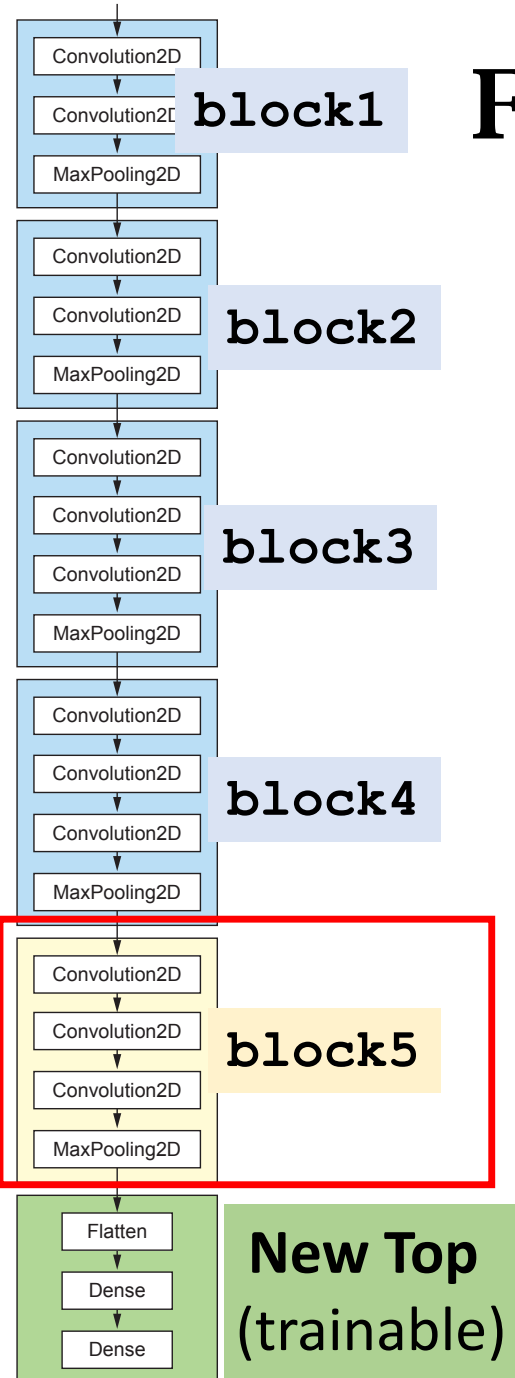 F
Convolution2D
Convolution2D
MaxPooling2D
block1
Convolution2D
Convolution2D
MaxPooling2D
block2
Convolution2D
Convolution2D
Convolution2D
MaxPooling2D
block3
Convolution2D
Convolution2D
Convolution2D
MaxPooling2D
block4
Convolution2D
Convolution2D
Convolution2D
MaxPooling2D
block5
Flatten
Dense
Dense
New Top
(trainable)